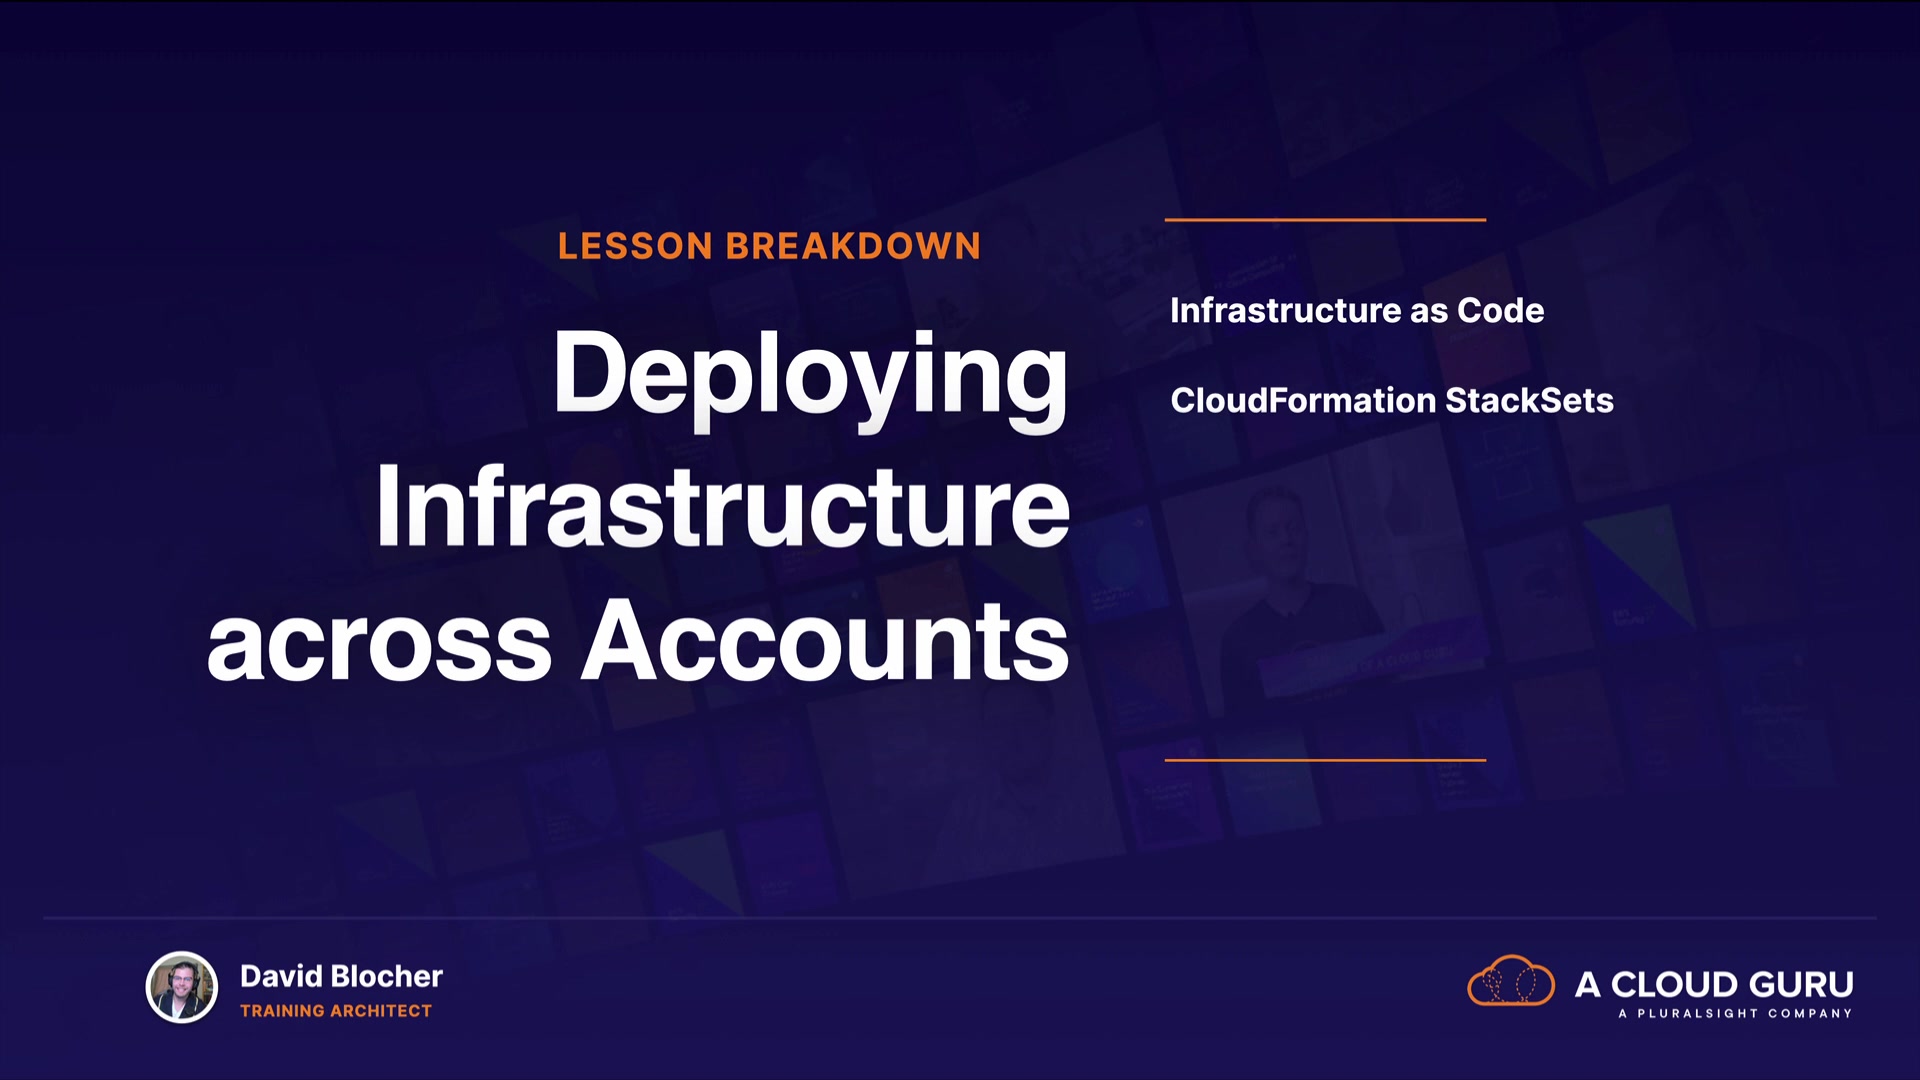 LESSON BREAKDOWN
Deploying
Infrastructure
across Accounts
Infrastructure as Code
CloudFormation StackSets
David Blocher
TRAINING ARCHITECT
A CLOUD GURU
A PLURALSIGHT COMPANY